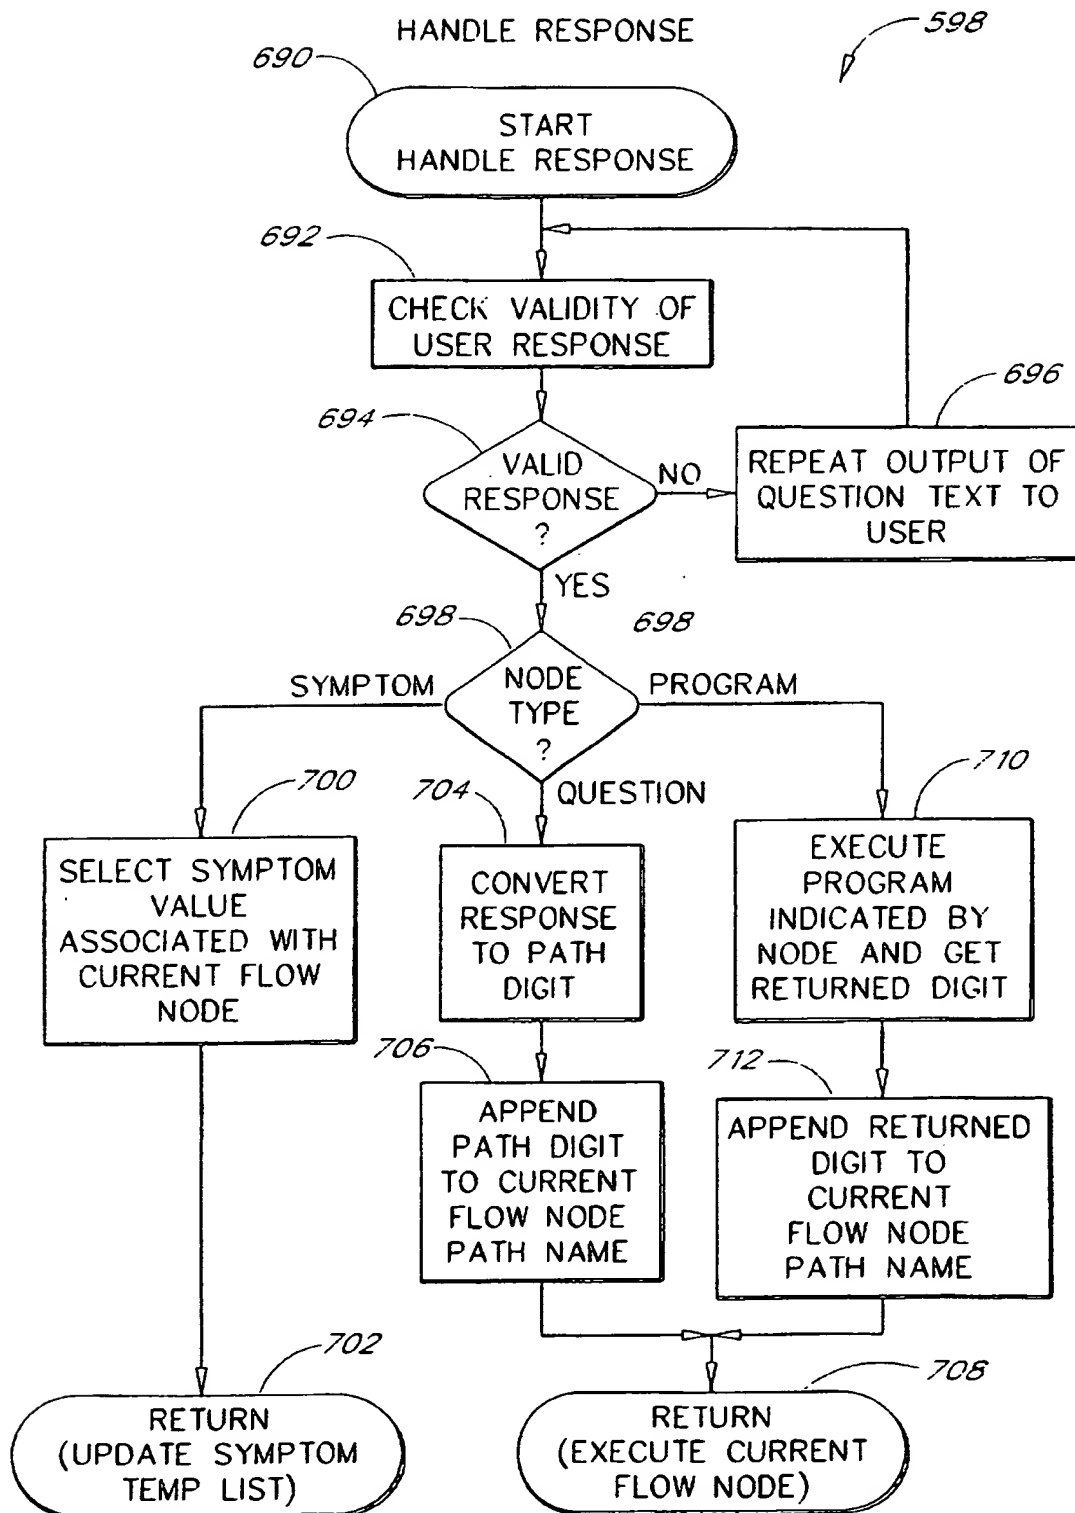 HANDLE RESPONSE
598
690
START
HANDLE RESPONSE
692
CHECK VALIDITY OF
USER RESPONSE
694
VALID
RESPONSE
?
NO
696
REPEAT OUTPUT OF
QUESTION TEXT TO
USER
YES
698
698
NODE
TYPE
?
SYMPTOM
PROGRAM
QUESTION
700
SELECT SYMPTOM
VALUE
ASSOCIATED WITH
CURRENT FLOW
NODE
704
CONVERT
RESPONSE
TO PATH
DIGIT
710
EXECUTE
PROGRAM
INDICATED BY
NODE AND GET
RETURNED DIGIT
706
APPEND
PATH DIGIT
TO CURRENT
FLOW NODE
PATH NAME
712
APPEND RETURNED
DIGIT TO
CURRENT
FLOW NODE
PATH NAME
702
RETURN
(UPDATE SYMPTOM
TEMP LIST)
708
RETURN
(EXECUTE CURRENT
FLOW NODE)